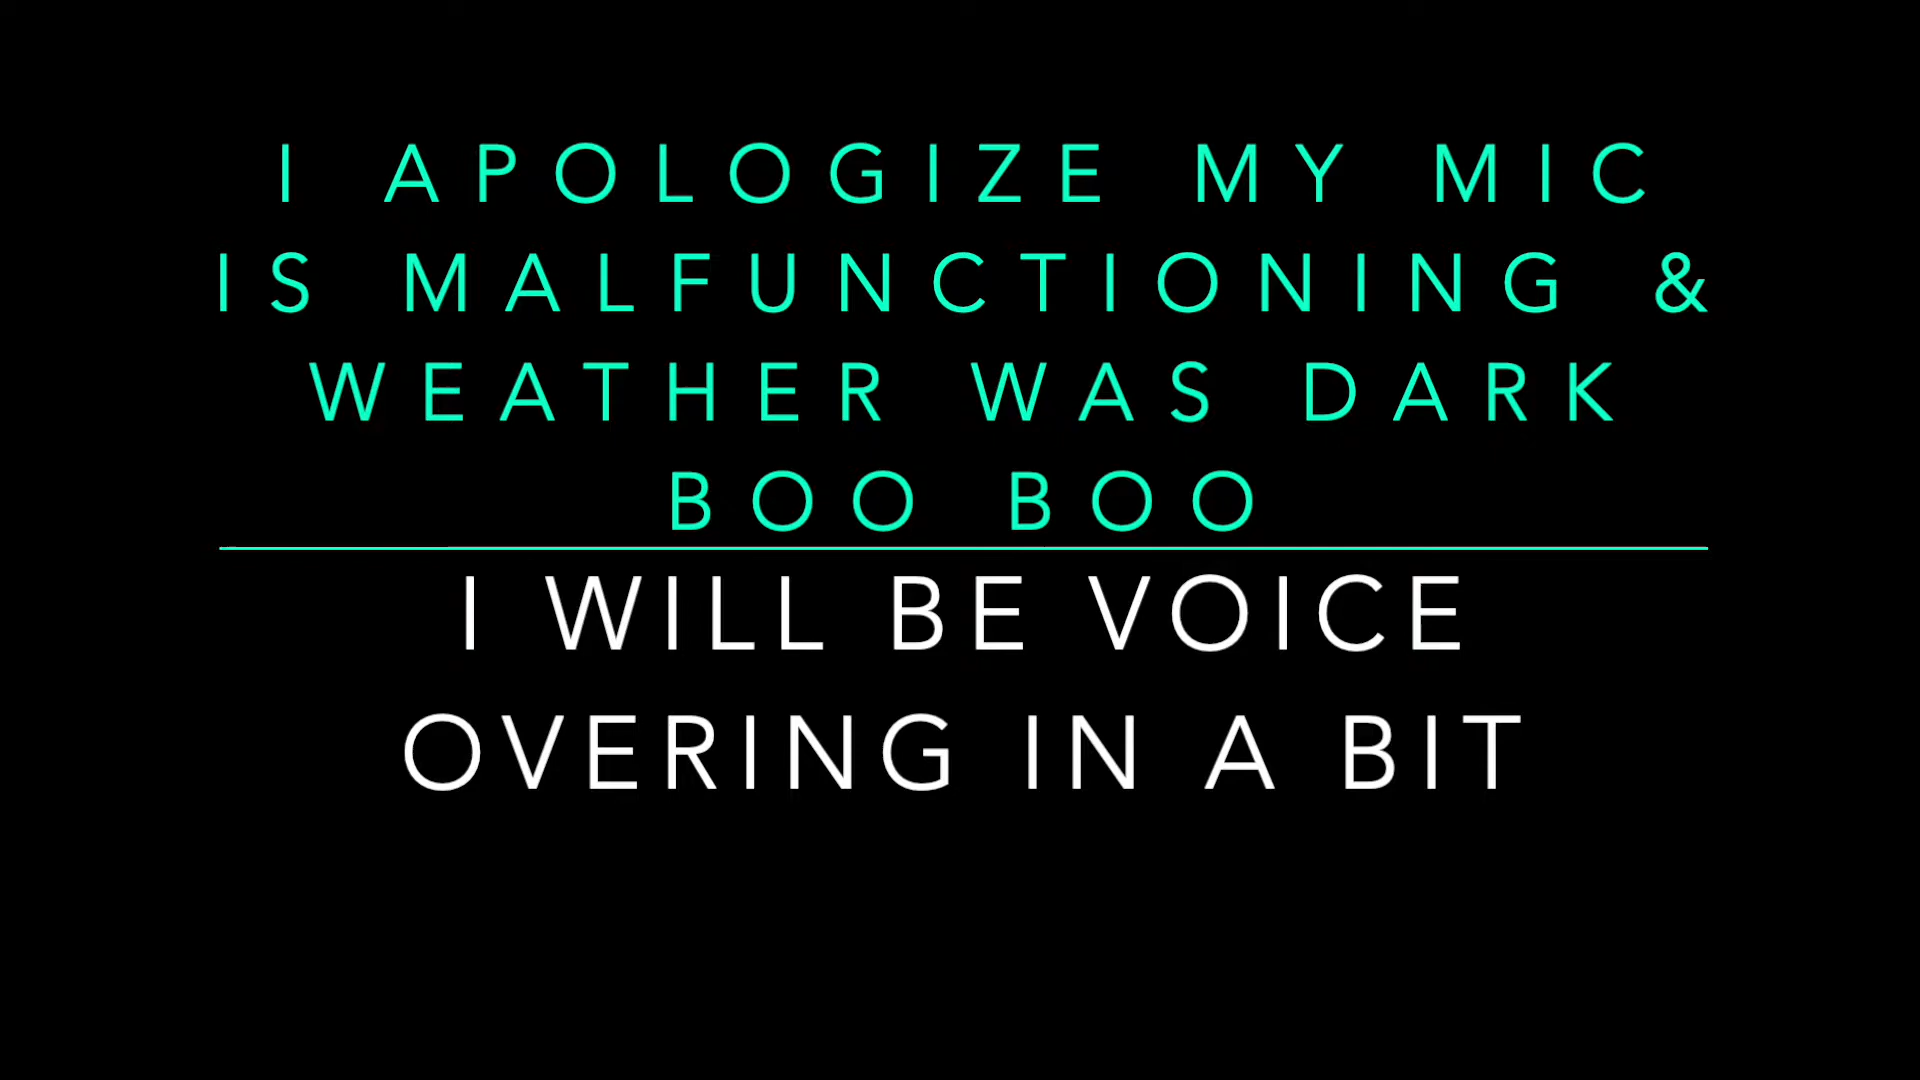 I APOLOGIZE MY MIC
IS MALFUNCTIONING &
WEATHER WAS DARK
BOO BOO
I WILL BE VOICE
OVERING IN A BIT